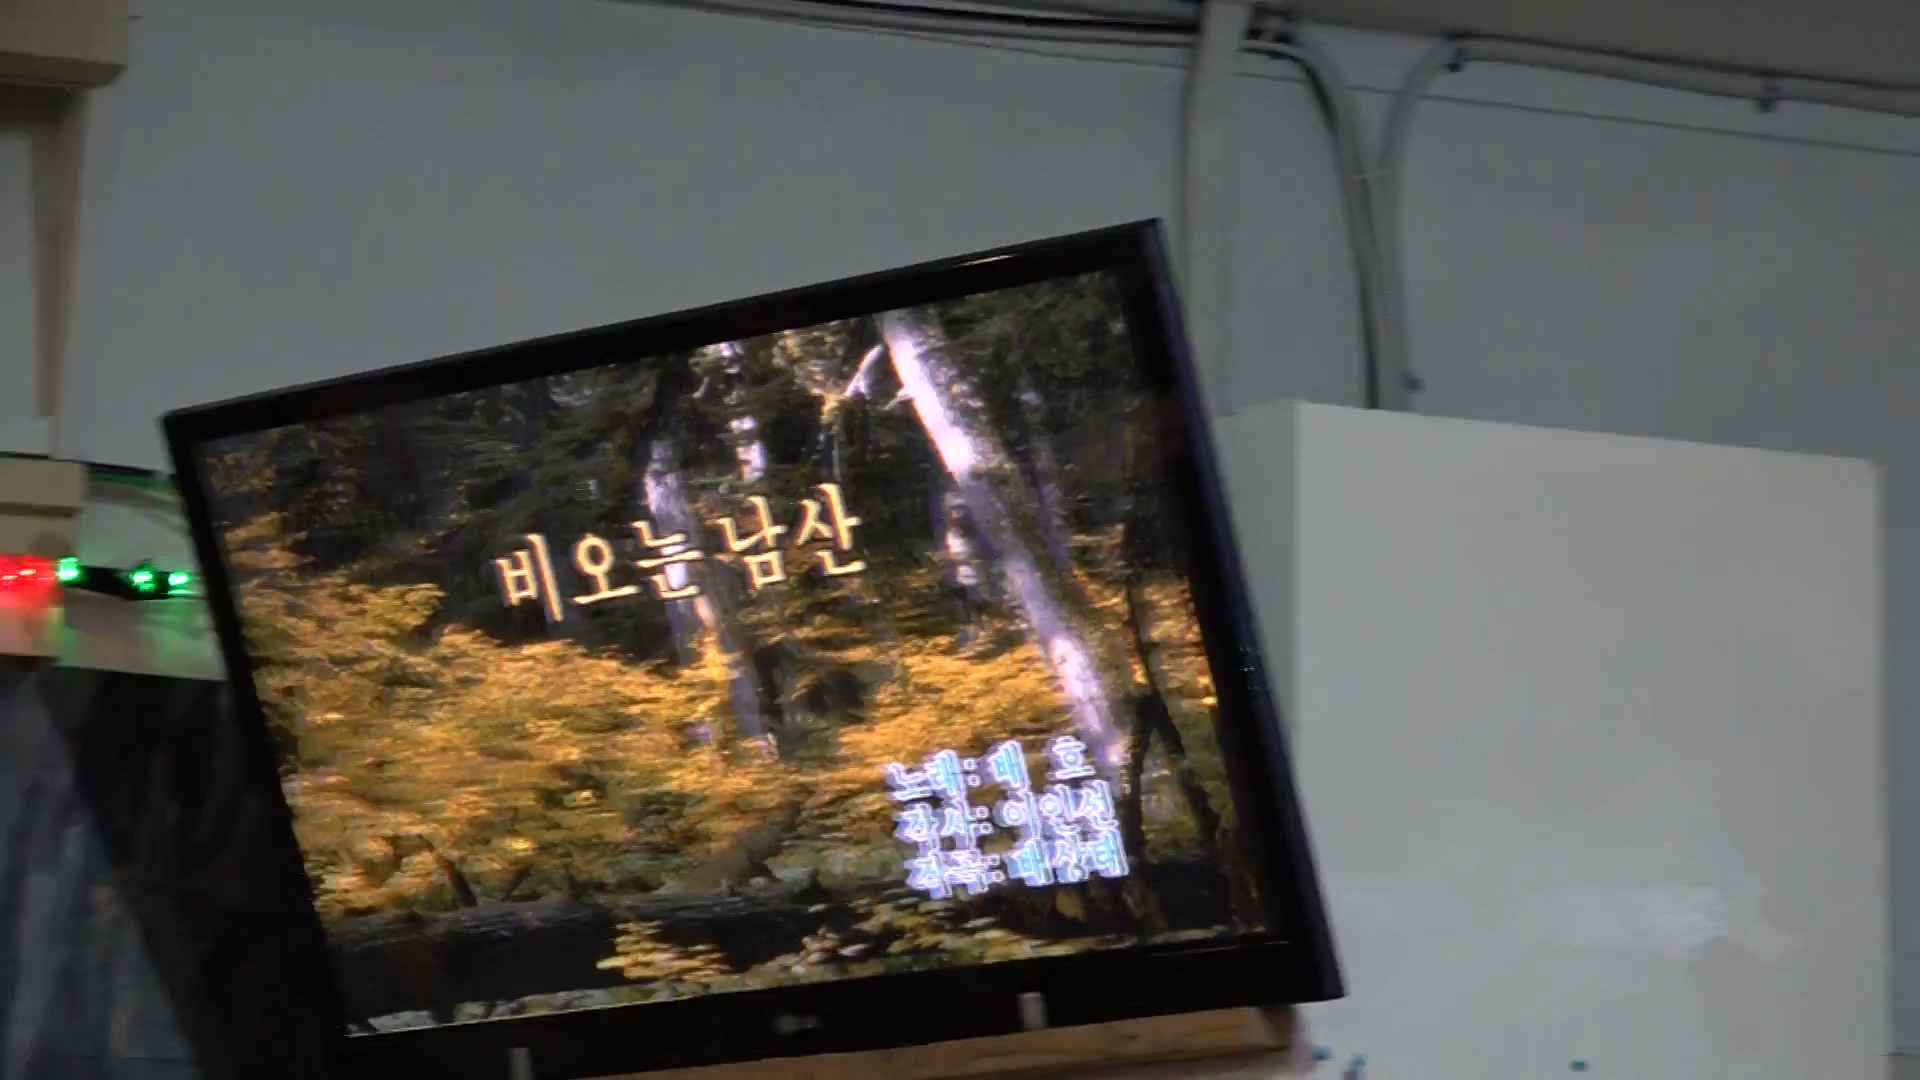 비오는 남산
노래: 배 호
작사: 이인선
작곡: 배상태